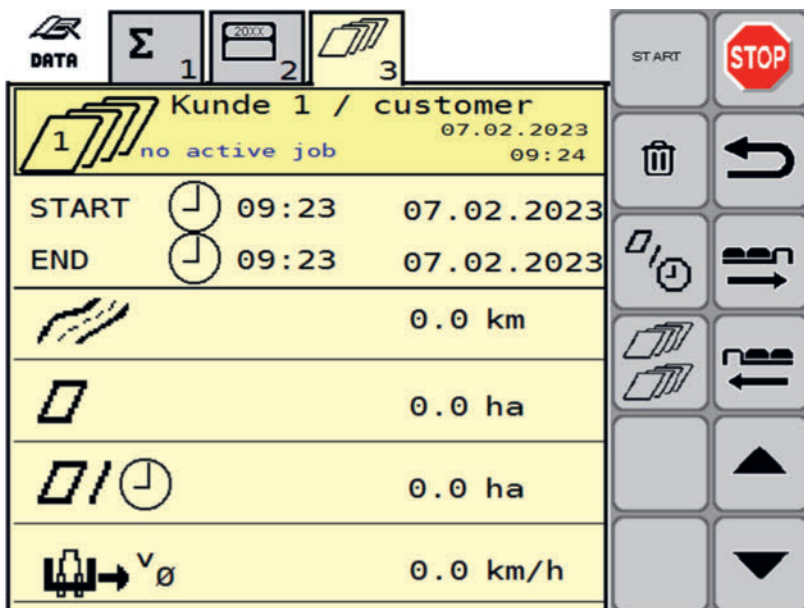 DATA
Σ 1
20XX 2
3
START
STOP
Kunde 1 / customer
07.02.2023
1
no active job
09:24
START 09:23 07.02.2023
END 09:23 07.02.2023
0.0 km
0.0 ha
/ 0.0 ha
v ø 0.0 km/h